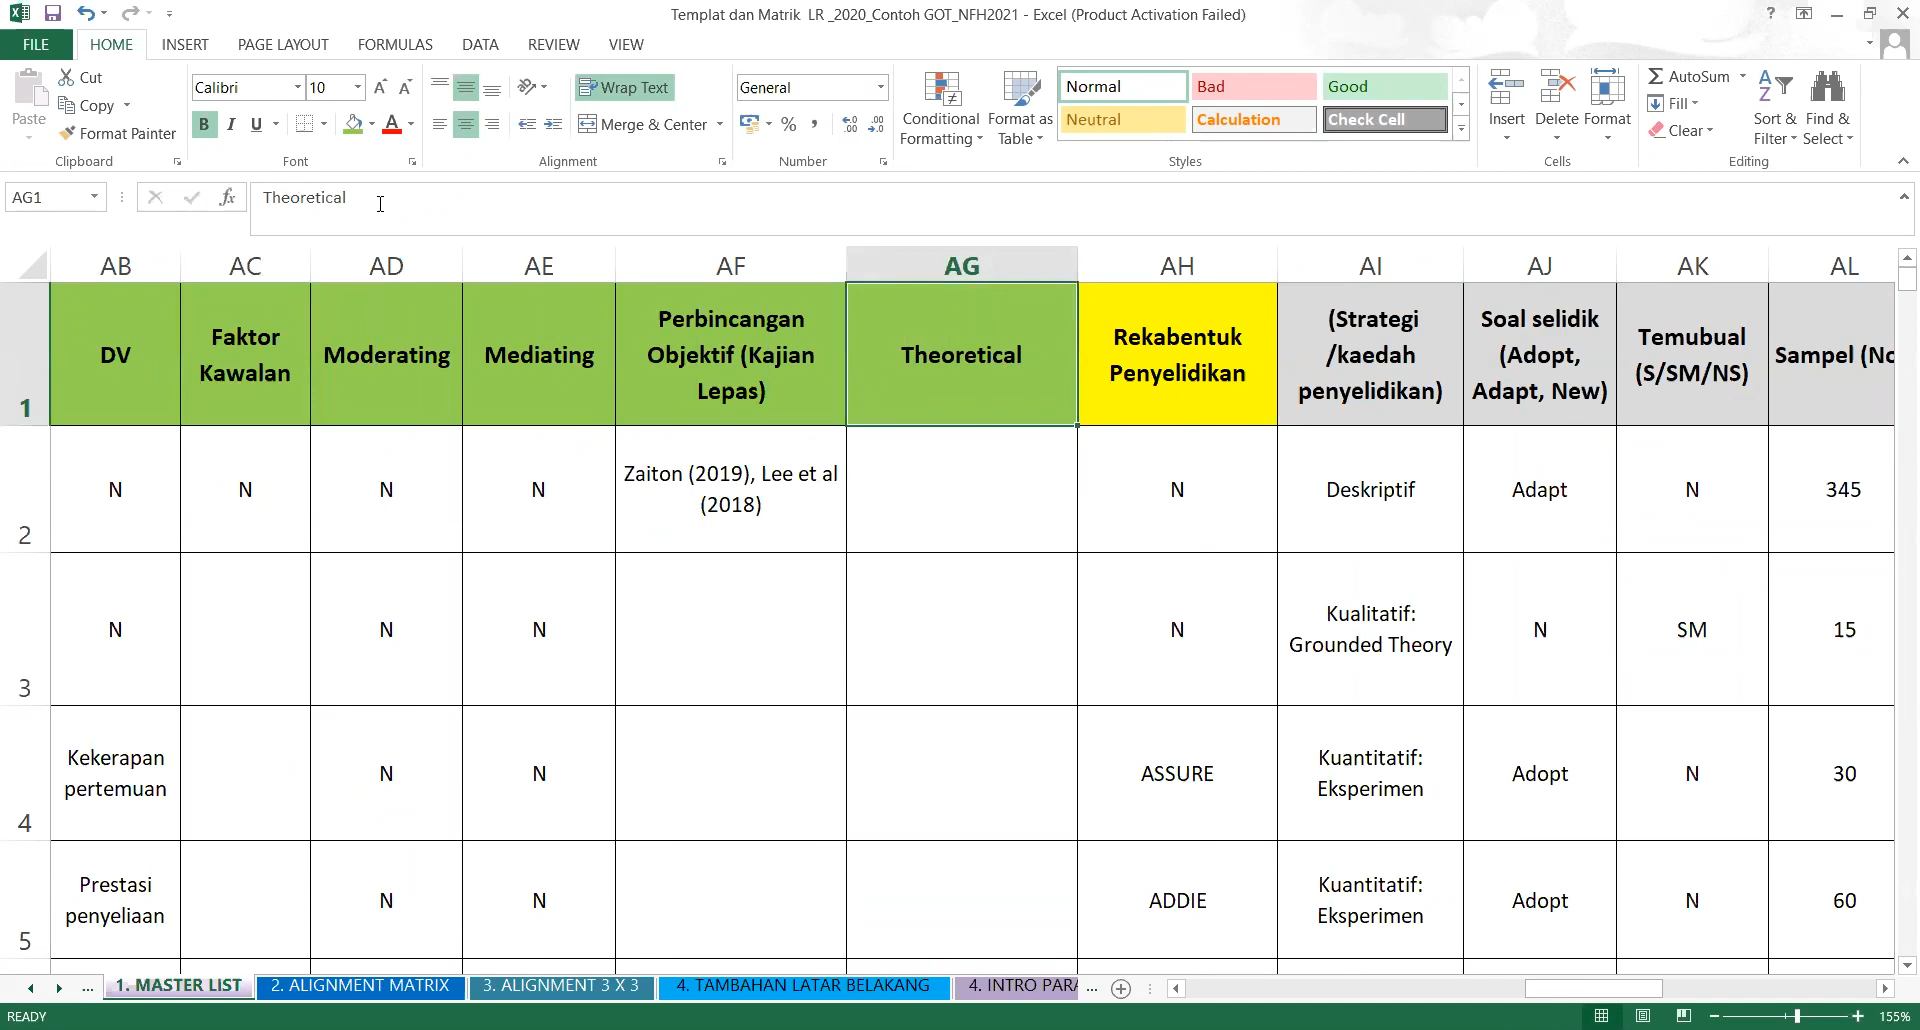 Templat dan Matrik LR _2020_Contoh GOT_NFH2021 - Excel (Product Activation Failed)
FILE HOME INSERT PAGE LAYOUT FORMULAS DATA REVIEW VIEW
Paste
Cut
Copy
Format Painter
Calibri 10
B I U
Wrap Text
Merge & Center
General
%
Conditional Formatting
Format as Table
Normal Bad Good
Neutral Calculation Check Cell
Insert Delete Format
AutoSum
Fill
Clear
Sort & Filter
Find & Select
Clipboard Font Alignment Number Styles Cells Editing
AG1 fx Theoretical
AB AC AD AE AF AG AH AI AJ AK AL
1
DV
Faktor Kawalan
Moderating
Mediating
Perbincangan Objektif (Kajian Lepas)
Theoretical
Rekabentuk Penyelidikan
(Strategi /kaedah penyelidikan)
Soal selidik (Adopt, Adapt, New)
Temubual (S/SM/NS)
Sampel (No
2 N N N N Zaiton (2019), Lee et al (2018) N Deskriptif Adapt N 345
3 N N N N Kualitatif: Grounded Theory N SM 15
4 Kekerapan pertemuan N N ASSURE Kuantitatif: Eksperimen Adopt N 30
5 Prestasi penyeliaan N N ADDIE Kuantitatif: Eksperimen Adopt N 60
... 1. MASTER LIST 2. ALIGNMENT MATRIX 3. ALIGNMENT 3 X 3 4. TAMBAHAN LATAR BELAKANG 4. INTRO PARA ...
READY 155%